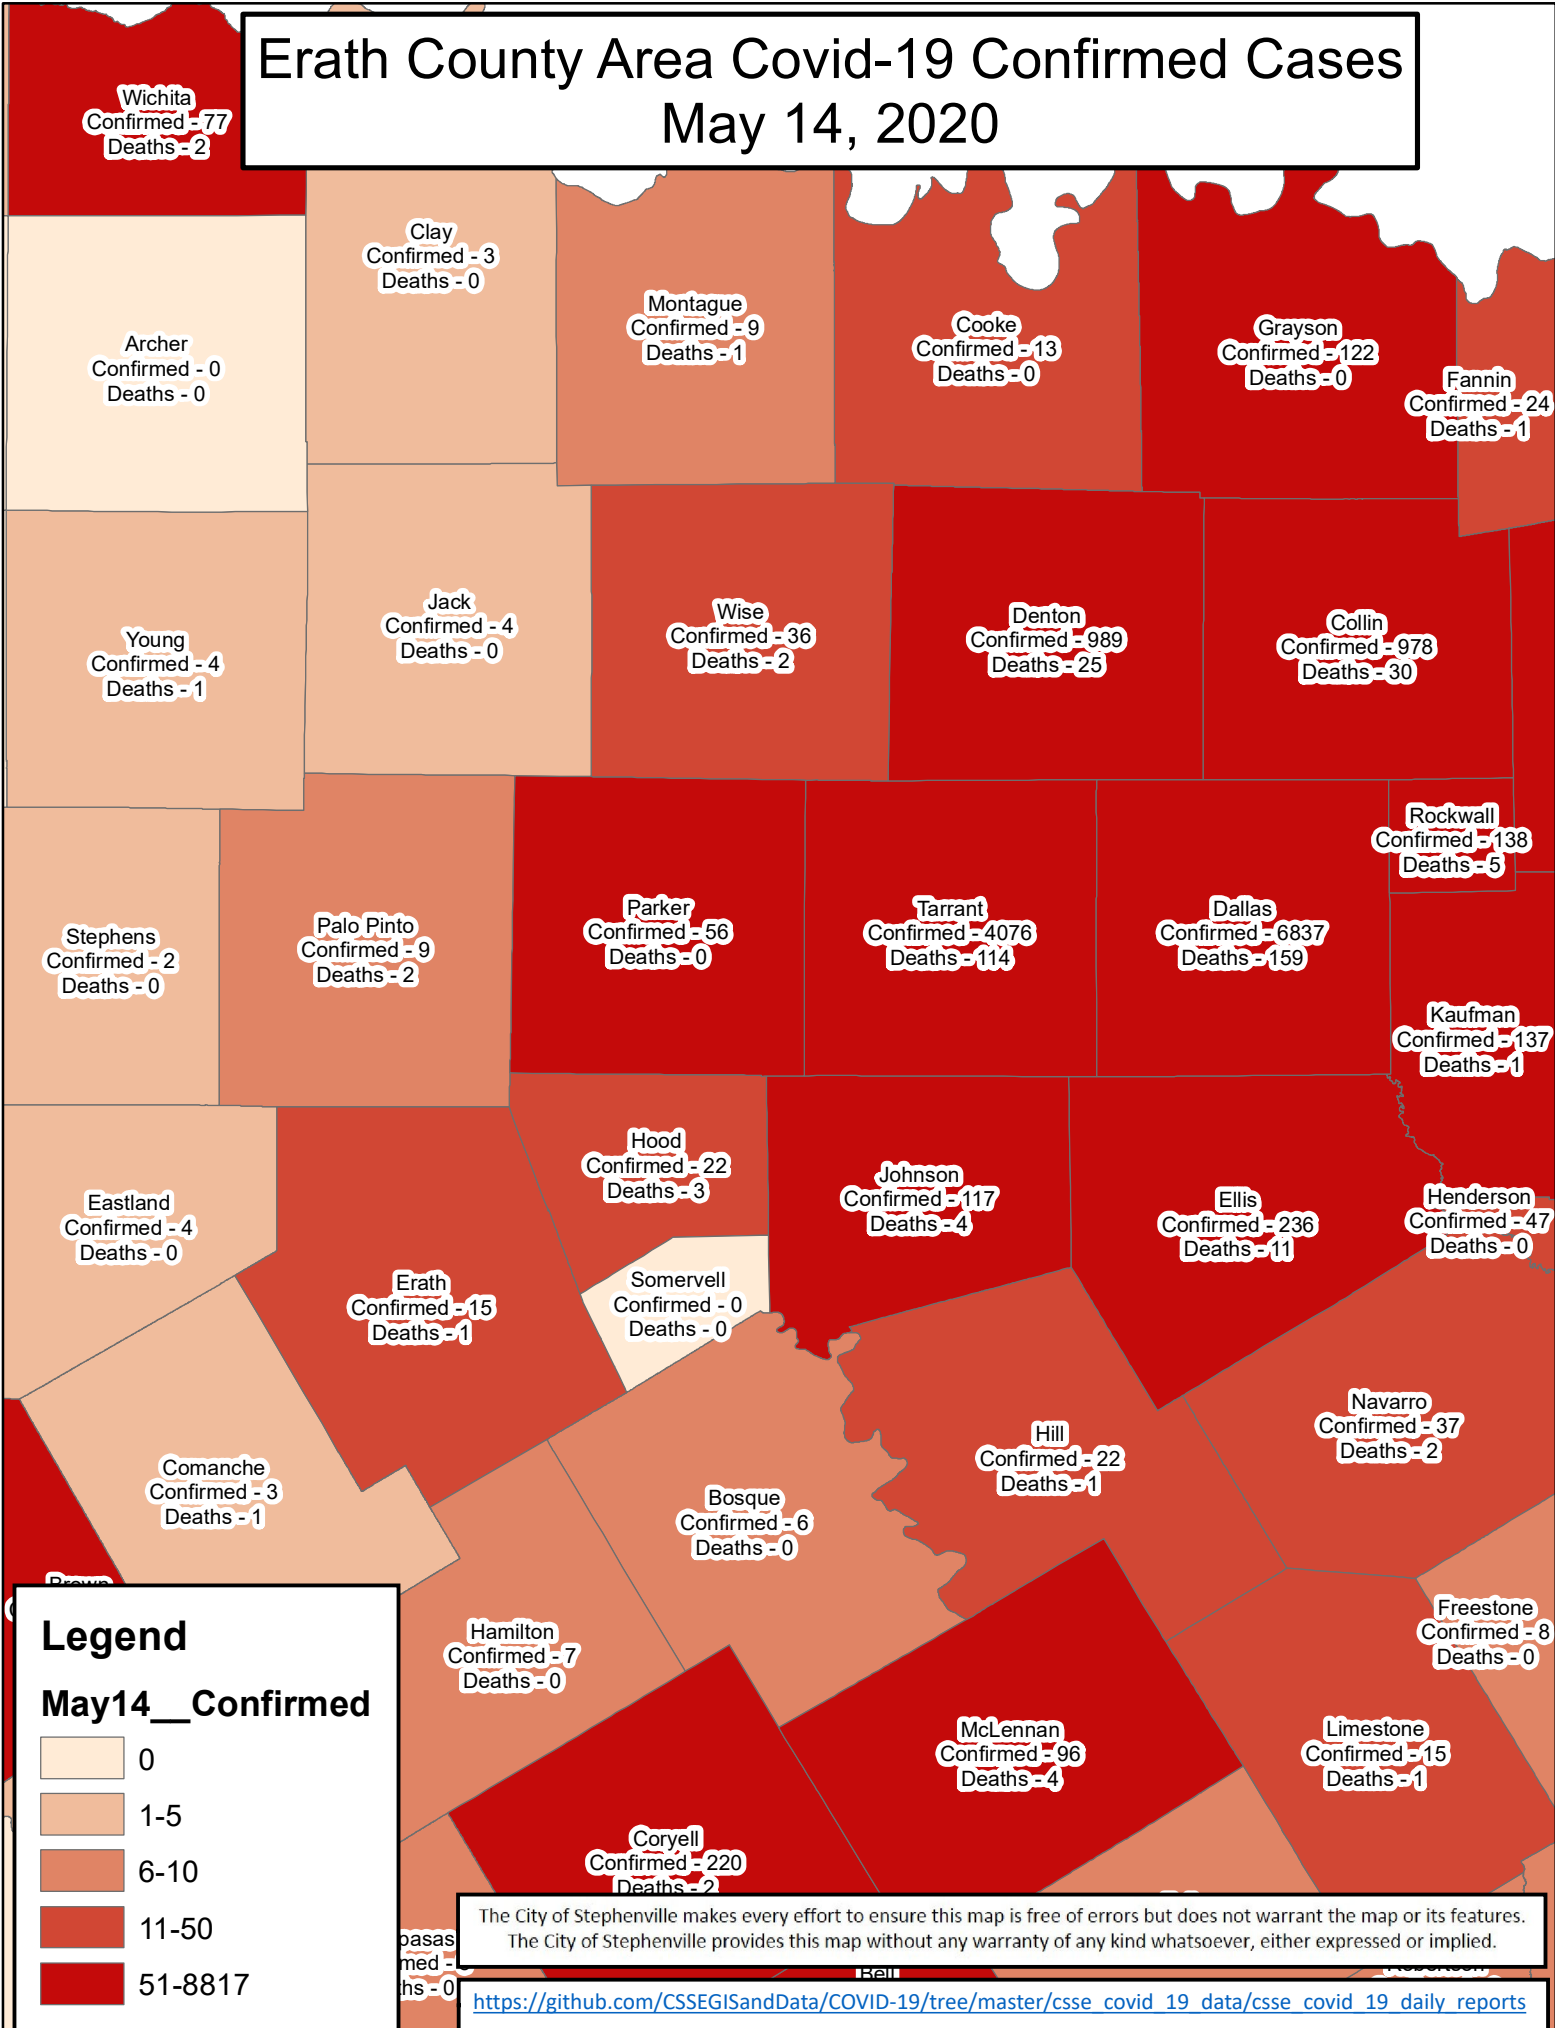 Erath County Area Covid-19 Confirmed Cases
May 14, 2020
Wichita
Confirmed - 77
Deaths - 2
Clay
Confirmed - 3
Deaths - 0
Montague
Confirmed - 9
Deaths - 1
Cooke
Confirmed - 13
Deaths - 0
Grayson
Confirmed - 122
Deaths - 0
Archer
Confirmed - 0
Deaths - 0
Fannin
Confirmed - 24
Deaths - 1
Young
Confirmed - 4
Deaths - 1
Jack
Confirmed - 4
Deaths - 0
Wise
Confirmed - 36
Deaths - 2
Denton
Confirmed - 989
Deaths - 25
Collin
Confirmed - 978
Deaths - 30
Rockwall
Confirmed - 138
Deaths - 5
Stephens
Confirmed - 2
Deaths - 0
Palo Pinto
Confirmed - 9
Deaths - 2
Parker
Confirmed - 56
Deaths - 0
Tarrant
Confirmed - 4076
Deaths - 114
Dallas
Confirmed - 6837
Deaths - 159
Kaufman
Confirmed - 137
Deaths - 1
Eastland
Confirmed - 4
Deaths - 0
Erath
Confirmed - 15
Deaths - 1
Hood
Confirmed - 22
Deaths - 3
Somervell
Confirmed - 0
Deaths - 0
Johnson
Confirmed - 117
Deaths - 4
Ellis
Confirmed - 236
Deaths - 11
Henderson
Confirmed - 47
Deaths - 0
Comanche
Confirmed - 3
Deaths - 1
Bosque
Confirmed - 6
Deaths - 0
Hill
Confirmed - 22
Deaths - 1
Navarro
Confirmed - 37
Deaths - 2
Brown
Hamilton
Confirmed - 7
Deaths - 0
Freestone
Confirmed - 8
Deaths - 0
McLennan
Confirmed - 96
Deaths - 4
Limestone
Confirmed - 15
Deaths - 1
Coryell
Confirmed - 220
Deaths - 2
pasas
med -
ths - 0
Bell
Robertson
Legend
May14__Confirmed
0
1-5
6-10
11-50
51-8817
The City of Stephenville makes every effort to ensure this map is free of errors but does not warrant the map or its features.
The City of Stephenville provides this map without any warranty of any kind whatsoever, either expressed or implied.
https://github.com/CSSEGISandData/COVID-19/tree/master/csse_covid_19_data/csse_covid_19_daily_reports